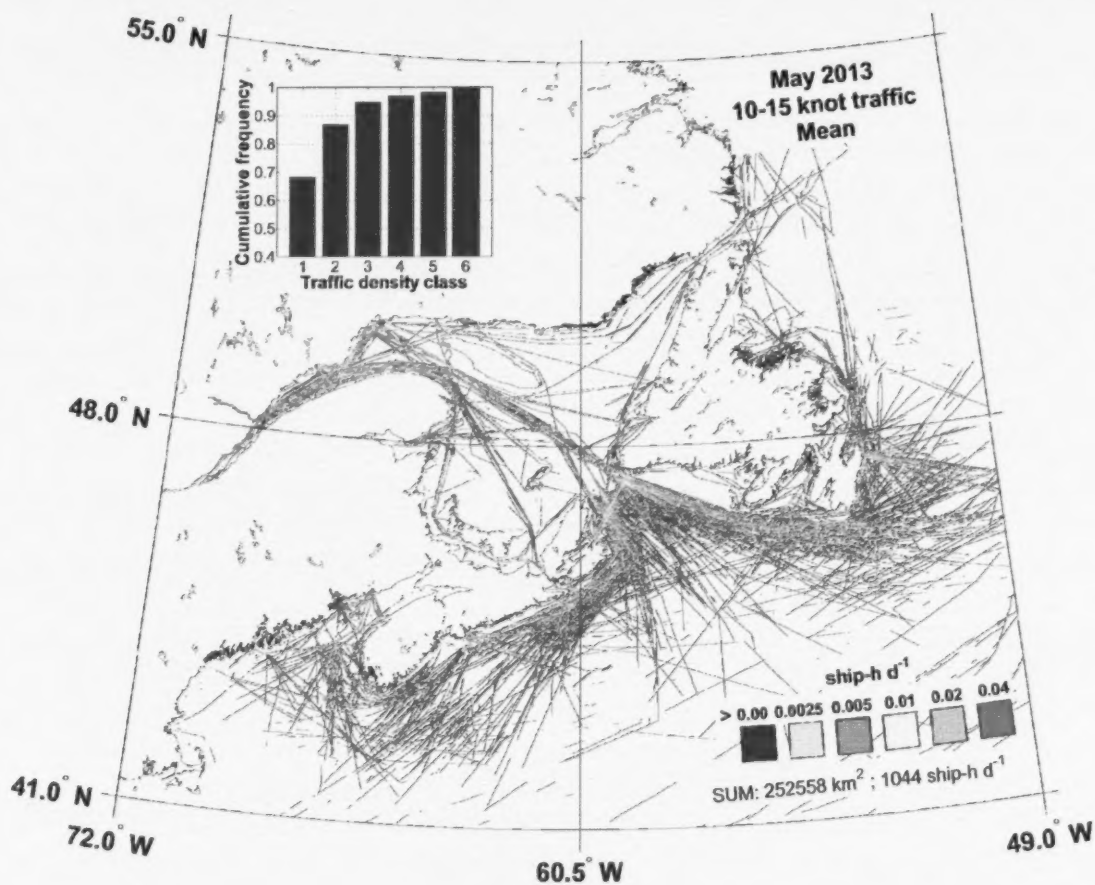 55.0° N
May 2013
10-15 knot traffic
Mean
Cumulative frequency
1
0.9
0.8
0.7
0.6
0.5
0.4
1 2 3 4 5 6
Traffic density class
48.0° N
ship-h d⁻¹
> 0.00 0.0025 0.005 0.01 0.02 0.04
SUM: 252558 km² ; 1044 ship-h d⁻¹
41.0° N
72.0° W
60.5° W
49.0° W